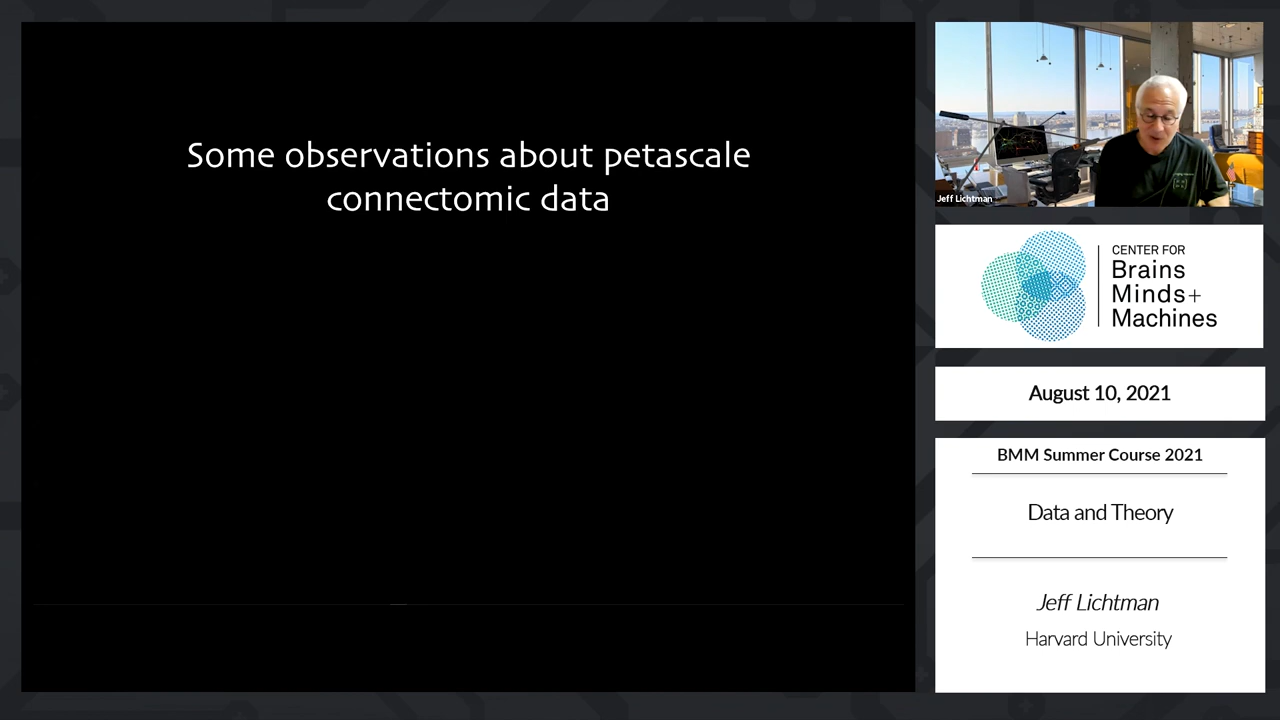 Some observations about petascale
connectomic data
Jeff Lichtman
CENTER FOR
Brains
Minds+
Machines
August 10, 2021
BMM Summer Course 2021
Data and Theory
Jeff Lichtman
Harvard University